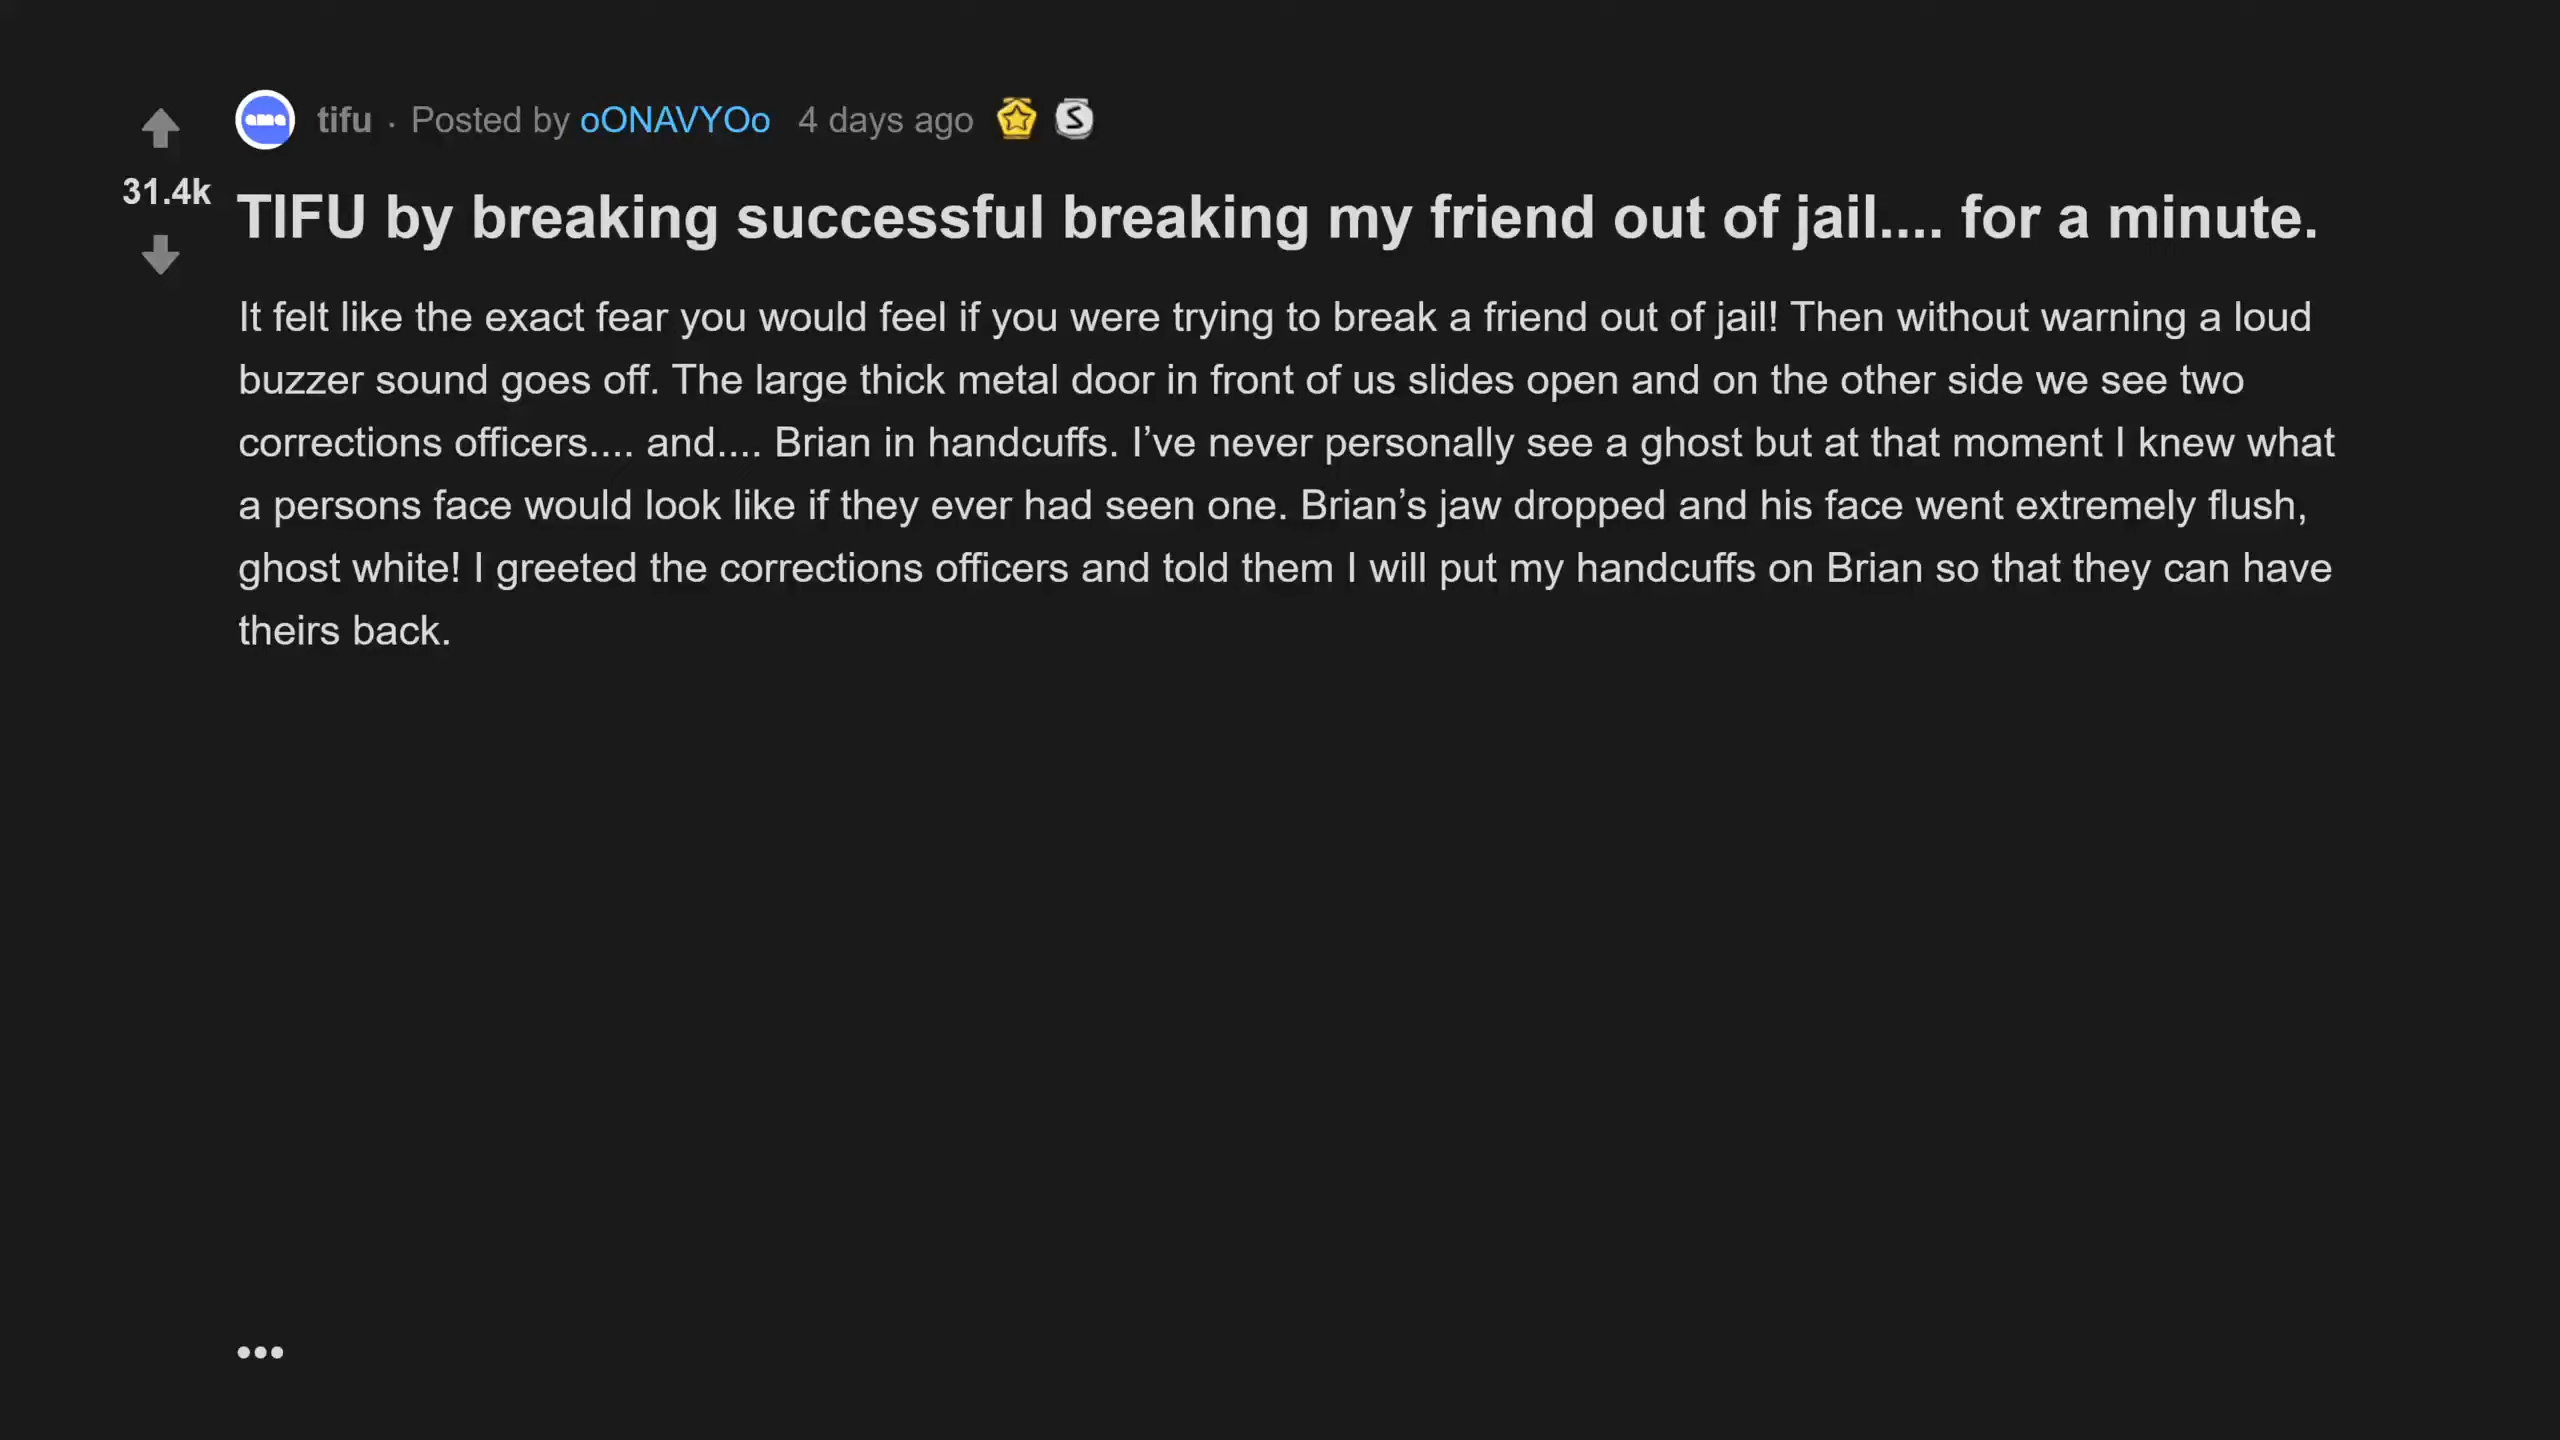 ama tifu · Posted by oONAVYOo 4 days ago S
31.4k
TIFU by breaking successful breaking my friend out of jail.... for a minute.
It felt like the exact fear you would feel if you were trying to break a friend out of jail! Then without warning a loud
buzzer sound goes off. The large thick metal door in front of us slides open and on the other side we see two
corrections officers.... and.... Brian in handcuffs. I’ve never personally see a ghost but at that moment I knew what
a persons face would look like if they ever had seen one. Brian’s jaw dropped and his face went extremely flush,
ghost white! I greeted the corrections officers and told them I will put my handcuffs on Brian so that they can have
theirs back.
•••